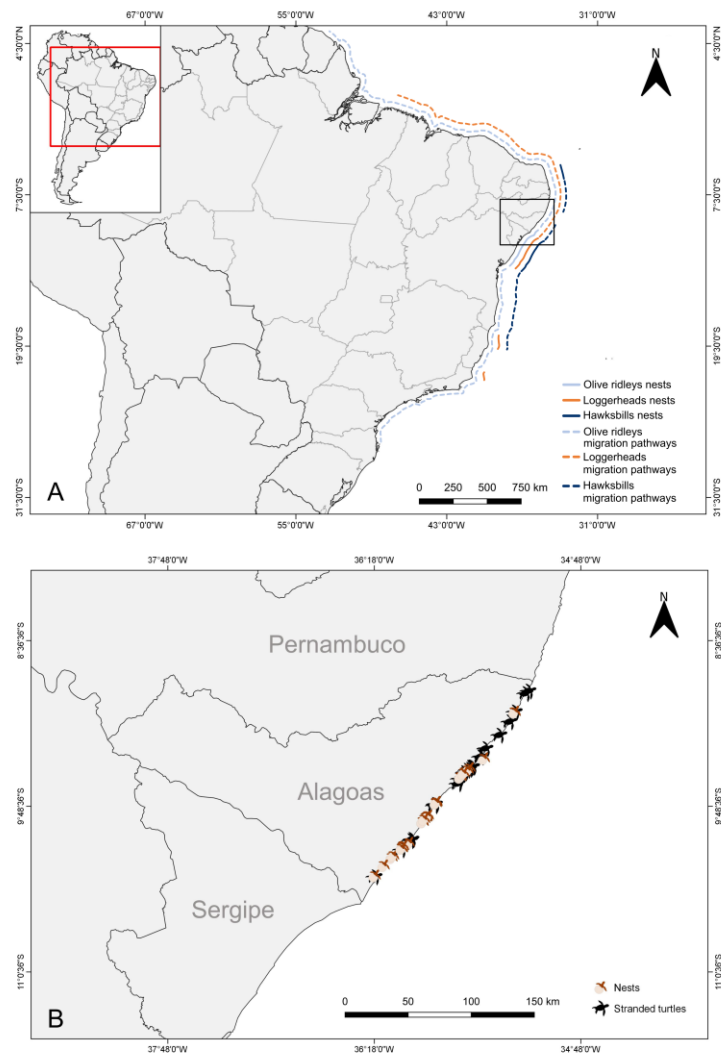 67°0'0"W
55°0'0"W
43°0'0"W
31°0'0"W
4°30'0"N
7°30'0"S
19°30'0"S
31°30'0"S
N
7°30'0"S
19°30'0"S
31°30'0"S
4°30'0"N
Olive ridleys nests
Loggerheads nests
Hawksbills nests
Olive ridleys
migration pathways
Loggerheads
migration pathways
Hawksbills
migration pathways
A
0 250 500 750 km
67°0'0"W
55°0'0"W
43°0'0"W
31°0'0"W
37°48'0"W
36°18'0"W
34°48'0"W
N
8°36'36"S
8°36'36"S
Pernambuco
Alagoas
9°48'36"S
9°48'36"S
Sergipe
11°0'36"S
11°0'36"S
Nests
Stranded turtles
0 50 100 150 km
B
37°48'0"W
36°18'0"W
34°48'0"W